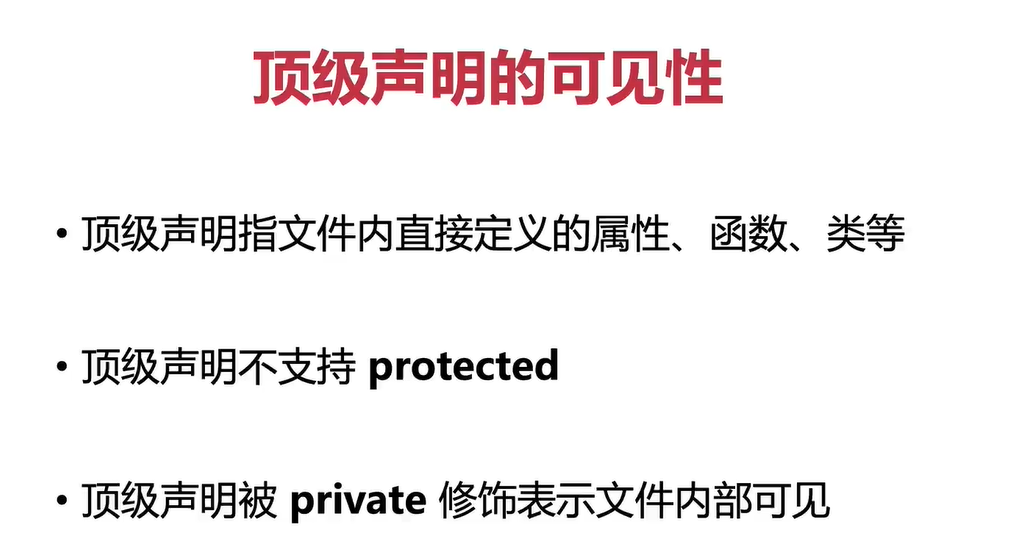 顶级声明的可见性
• 顶级声明指文件内直接定义的属性、函数、类等
• 顶级声明不支持 protected
• 顶级声明被 private 修饰表示文件内部可见